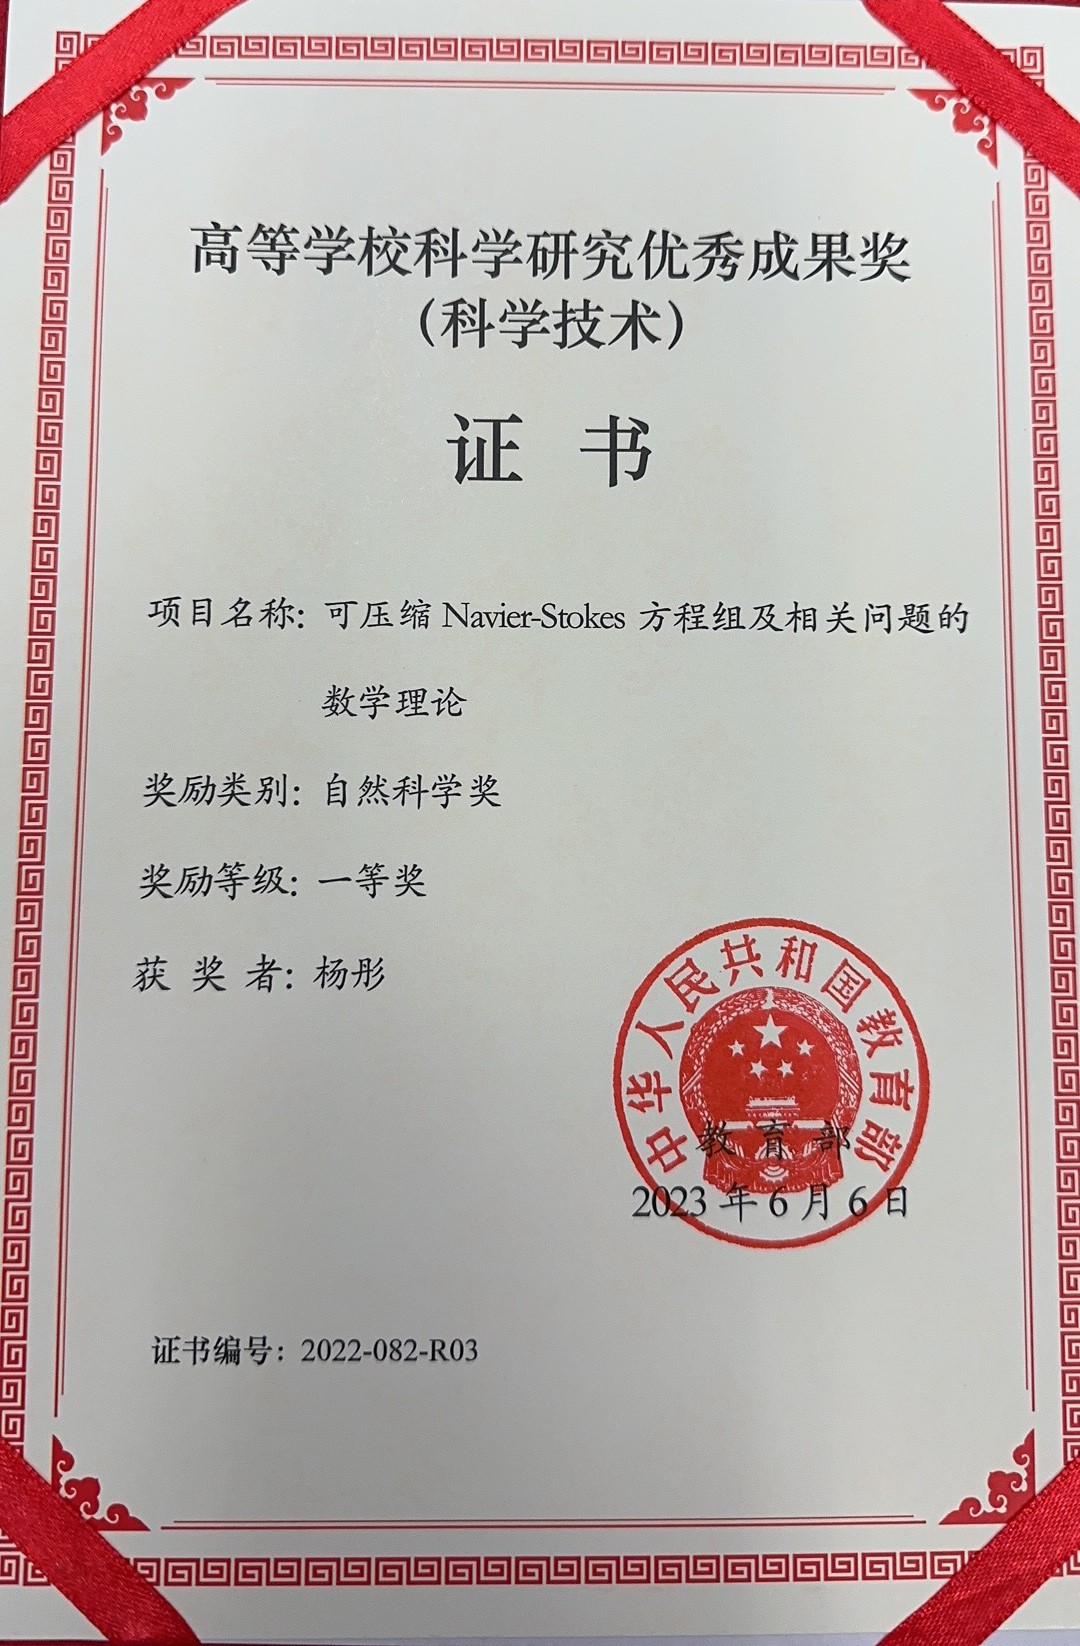 高等学校科学研究优秀成果奖
（科学技术）
证 书
项目名称：可压缩 Navier-Stokes 方程组及相关问题的
数学理论
奖励类别：自然科学奖
奖励等级：一等奖
获 奖 者：杨彤
中华人民共和国教育部
教 育 部
2023 年 6 月 6 日
证书编号：2022-082-R03